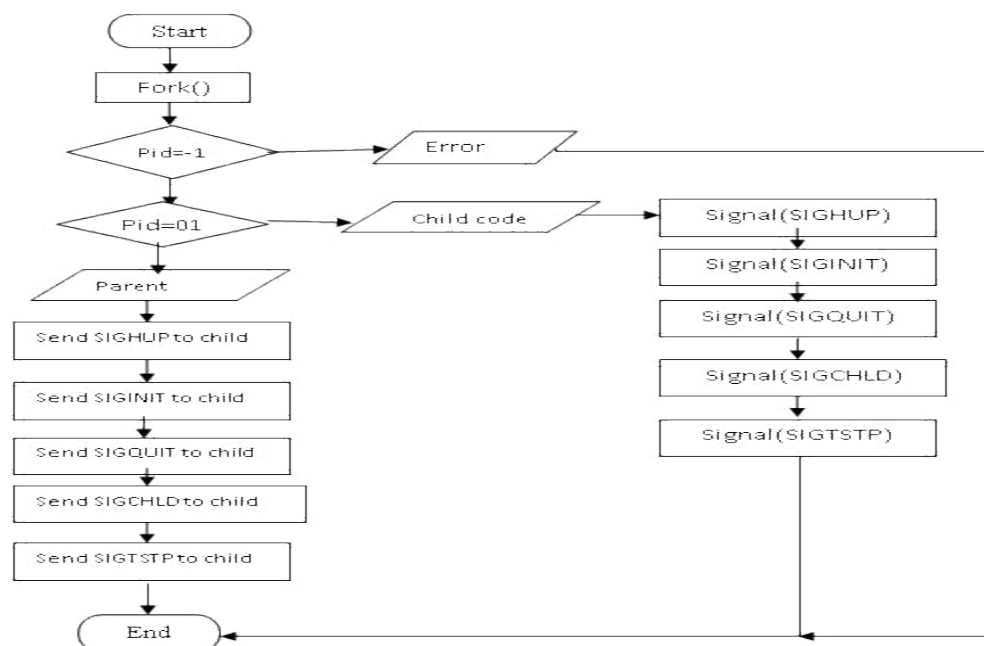 Start
Fork()
Pid=-1
Error
Pid=01
Child code
Parent
Send SIGHUP to child
Send SIGINIT to child
Send SIGQUIT to child
Send SIGCHLD to child
Send SIGTSTP to child
End
Signal(SIGHUP)
Signal(SIGINIT)
Signal(SIGQUIT)
Signal(SIGCHLD)
Signal(SIGTSTP)